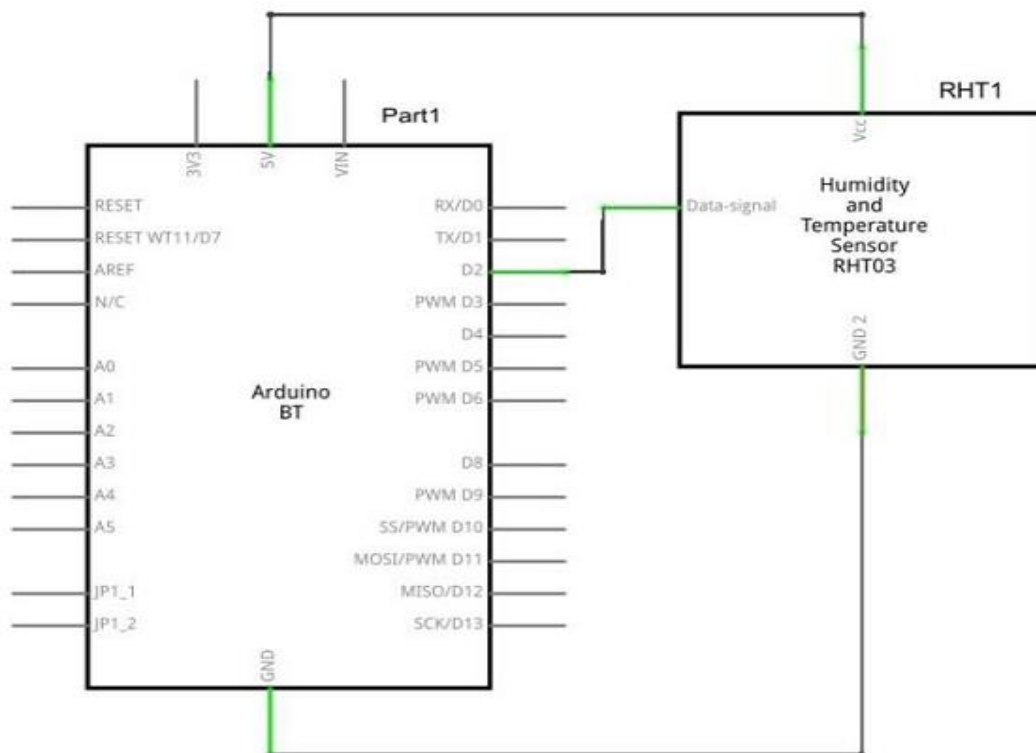 Part1
3V3
5V
VIN
RESET
RESET WT11/D7
AREF
N/C
A0
A1
A2
A3
A4
A5
JP1_1
JP1_2
Arduino
BT
RX/D0
TX/D1
D2
PWM D3
D4
PWM D5
PWM D6
D8
PWM D9
SS/PWM D10
MOSI/PWM D11
MISO/D12
SCK/D13
GND
RHT1
Vcc
Data-signal
Humidity
and
Temperature
Sensor
RHT03
GND 2